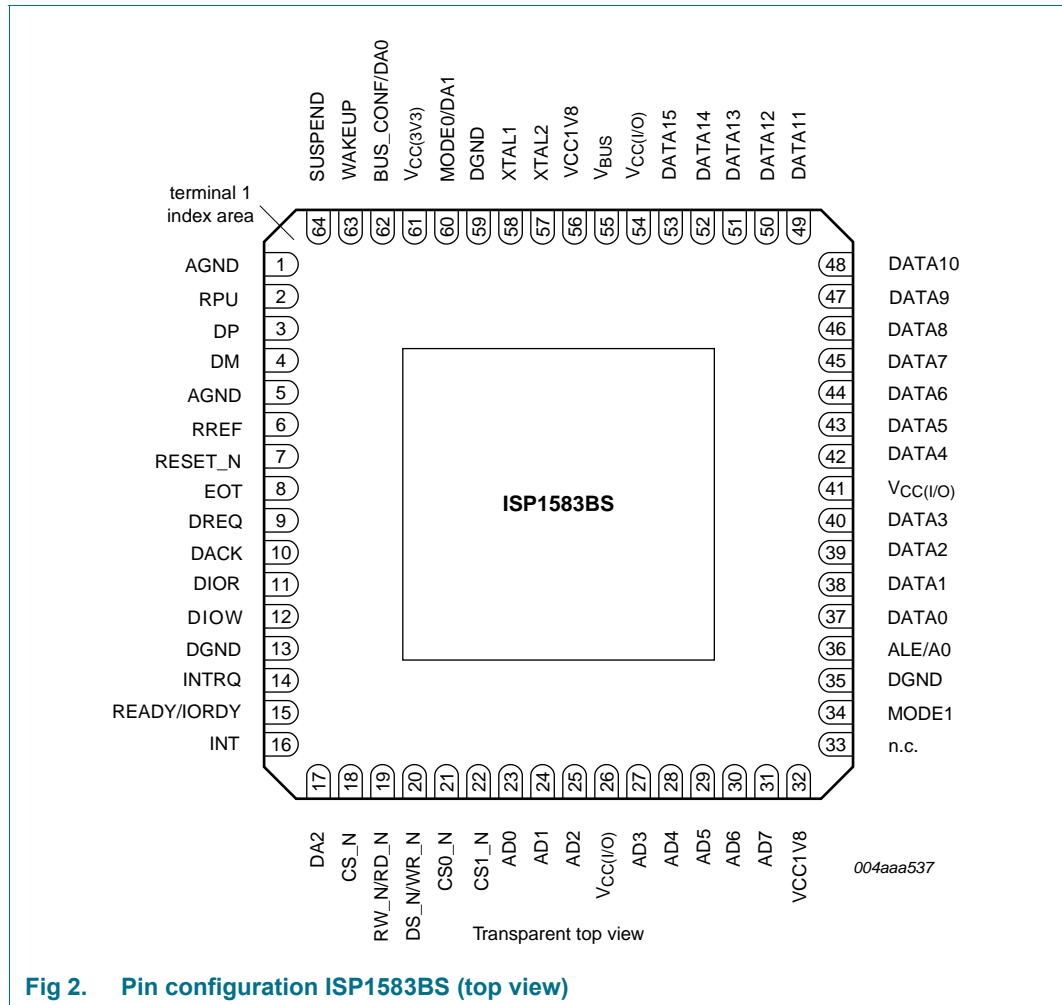 SUSPEND
WAKEUP
BUS_CONF/DA0
VCC(3V3)
MODE0/DA1
DGND
XTAL1
XTAL2
VCC1V8
VBUS
VCC(I/O)
DATA15
DATA14
DATA13
DATA12
DATA11
terminal 1
index area
64 63 62 61 60 59 58 57 56 55 54 53 52 51 50 49
AGND 1 48 DATA10
RPU 2 47 DATA9
DP 3 46 DATA8
DM 4 45 DATA7
AGND 5 44 DATA6
RREF 6 43 DATA5
RESET_N 7 42 DATA4
EOT 8 41 VCC(I/O)
DREQ 9 40 DATA3
DACK 10 39 DATA2
DIOR 11 38 DATA1
DIOW 12 37 DATA0
DGND 13 36 ALE/A0
INTRQ 14 35 DGND
READY/IORDY 15 34 MODE1
INT 16 33 n.c.
ISP1583BS
17 18 19 20 21 22 23 24 25 26 27 28 29 30 31 32
DA2
CS_N
RW_N/RD_N
DS_N/WR_N
CS0_N
CS1_N
AD0
AD1
AD2
VCC(I/O)
AD3
AD4
AD5
AD6
AD7
VCC1V8
004aaa537
Transparent top view
Fig 2. Pin configuration ISP1583BS (top view)